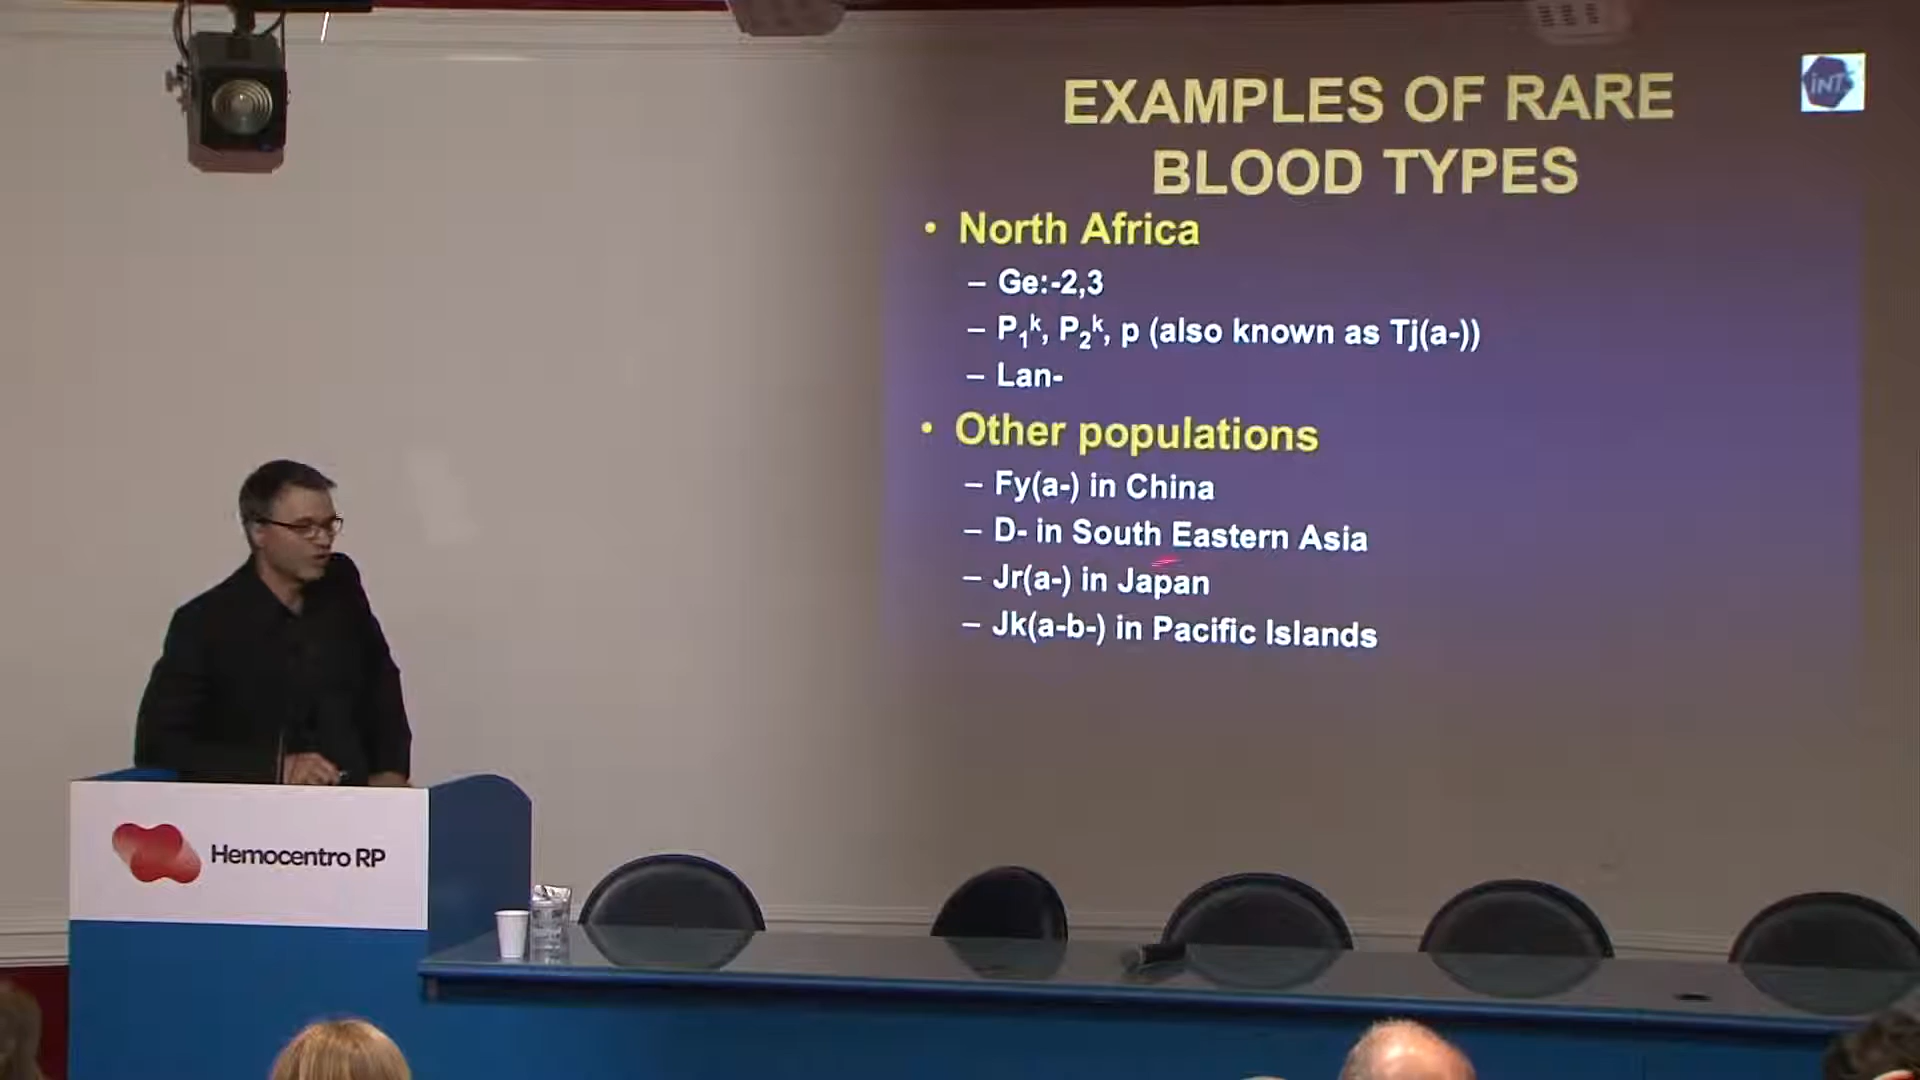 EXAMPLES OF RARE
BLOOD TYPES
iNTS
• North Africa
– Ge:-2,3
– P₁ᵏ, P₂ᵏ, p (also known as Tj(a-))
– Lan-
• Other populations
– Fy(a-) in China
– D- in South Eastern Asia
– Jr(a-) in Japan
– Jk(a-b-) in Pacific Islands
Hemocentro RP